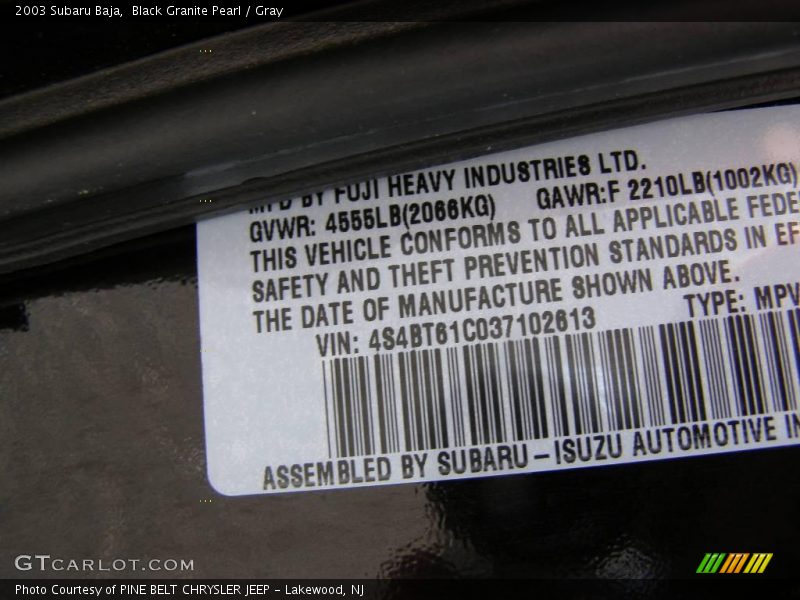 2003 Subaru Baja, Black Granite Pearl / Gray
BY FUJI HEAVY INDUSTRIES LTD.
GVWR: 4555LB(2066KG) GAWR:F 2210LB(1002KG)
THIS VEHICLE CONFORMS TO ALL APPLICABLE FEDE
SAFETY AND THEFT PREVENTION STANDARDS IN EF
THE DATE OF MANUFACTURE SHOWN ABOVE.
VIN: 4S4BT61C037102613 TYPE: MPV
ASSEMBLED BY SUBARU-ISUZU AUTOMOTIVE IN
GTCARLOT.COM
Photo Courtesy of PINE BELT CHRYSLER JEEP - Lakewood, NJ